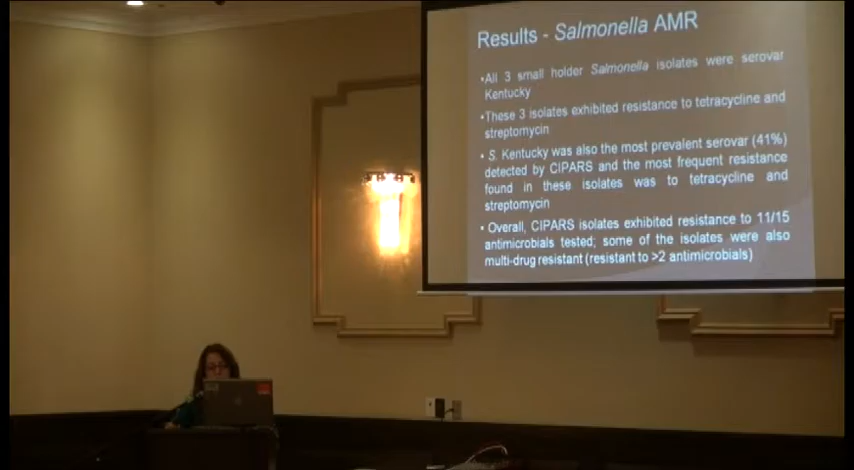 Results - Salmonella AMR
•All 3 small holder Salmonella isolates were serovar
Kentucky
•These 3 isolates exhibited resistance to tetracycline and
streptomycin
• S. Kentucky was also the most prevalent serovar (41%)
detected by CIPARS and the most frequent resistance
found in these isolates was to tetracycline and
streptomycin
• Overall, CIPARS isolates exhibited resistance to 11/15
antimicrobials tested; some of the isolates were also
multi-drug resistant (resistant to >2 antimicrobials)